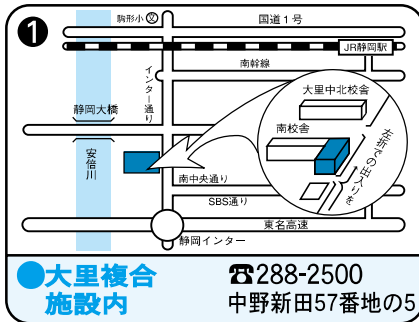 ❶
駒形小 文
国道1号
JR静岡駅
インター通り
南幹線
大里中北校舎
静岡大橋
南校舎
左折での出入りを
安倍川
南中央通り
SBS通り
東名高速
静岡インター
●大里複合
施設内
☎288-2500
中野新田57番地の5